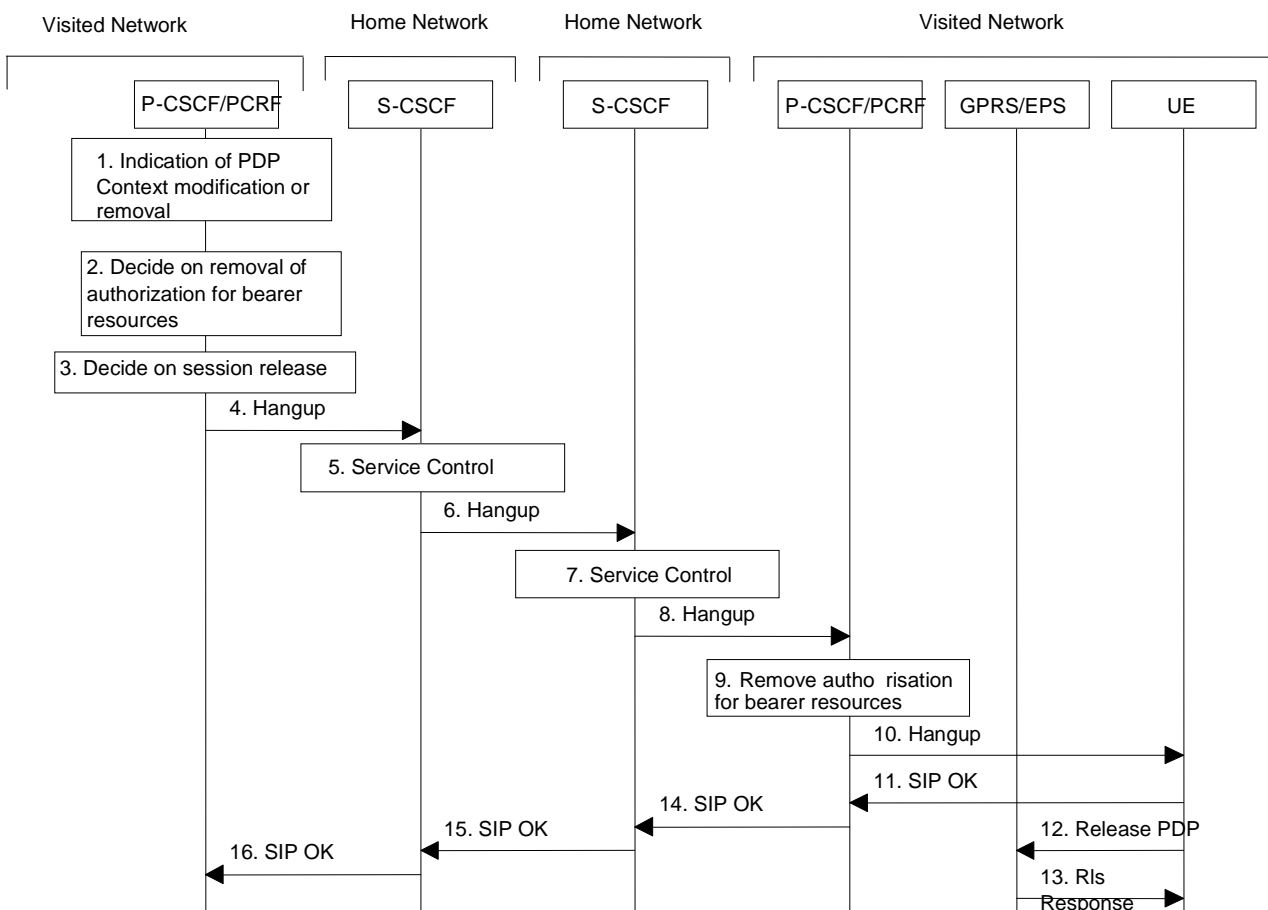 Visited Network
Home Network
Home Network
Visited Network
P-CSCF/PCRF
S-CSCF
S-CSCF
P-CSCF/PCRF
GPRS/EPS
UE
1. Indication of PDP
Context modification or
removal
2. Decide on removal of
authorization for bearer
resources
3. Decide on session release
4. Hangup
5. Service Control
6. Hangup
7. Service Control
8. Hangup
9. Remove autho risation
for bearer resources
10. Hangup
11. SIP OK
14. SIP OK
15. SIP OK
12. Release PDP
16. SIP OK
13. Rls
Response